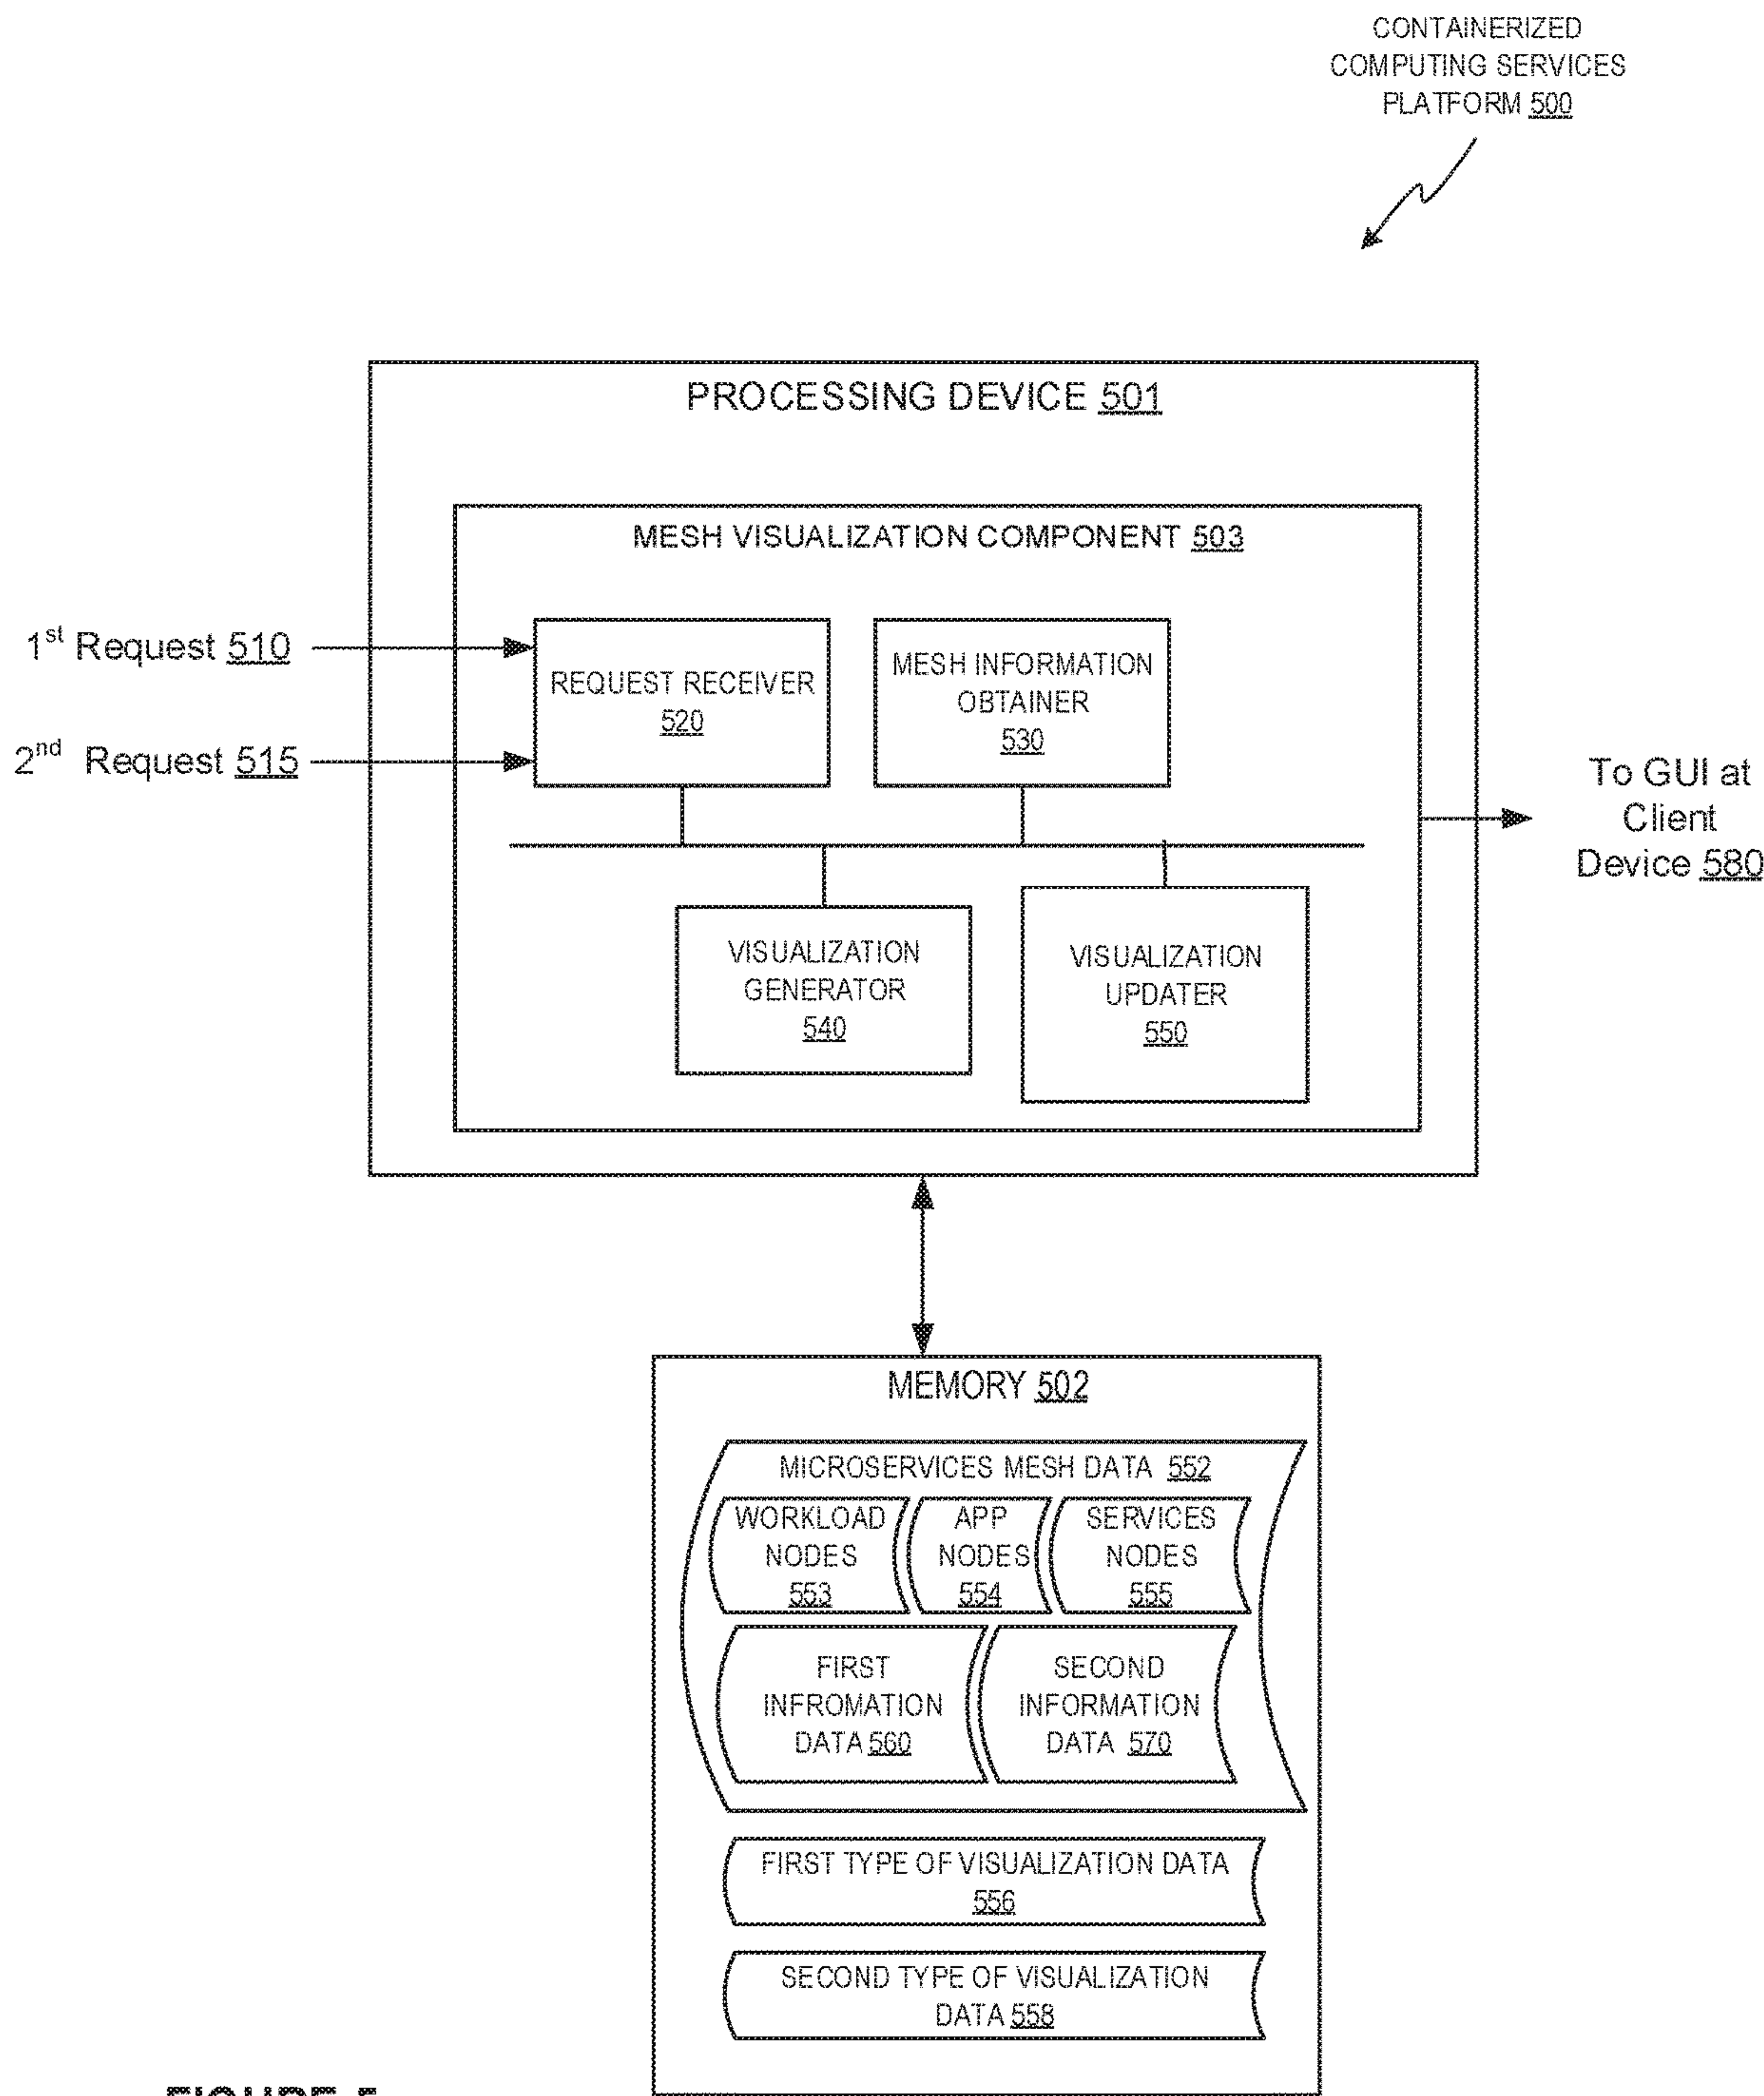 CONTAINERIZED
COMPUTING SERVICES
PLATFORM 500
PROCESSING DEVICE 501
MESH VISUALIZATION COMPONENT 503
1st Request 510
2nd Request 515
REQUEST RECEIVER
520
MESH INFORMATION
OBTAINER
530
VISUALIZATION
GENERATOR
540
VISUALIZATION
UPDATER
550
To GUI at
Client
Device 580
MEMORY 502
MICROSERVICES MESH DATA 552
WORKLOAD
NODES
553
APP
NODES
554
SERVICES
NODES
555
FIRST
INFROMATION
DATA 560
SECOND
INFORMATION
DATA 570
FIRST TYPE OF VISUALIZATION DATA
556
SECOND TYPE OF VISUALIZATION
DATA 558
FIGURE 5